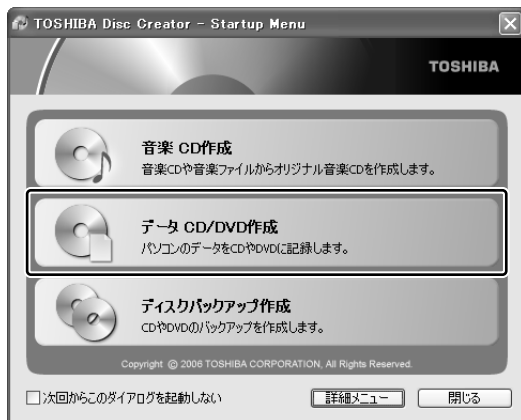 TOSHIBA Disc Creator - Startup Menu
TOSHIBA
音楽 CD作成
音楽CDや音楽ファイルからオリジナル音楽CDを作成します。
データ CD/DVD作成
パソコンのデータをCDやDVDに記録します。
ディスクバックアップ作成
CDやDVDのバックアップを作成します。
Copyright © 2006 TOSHIBA CORPORATION, All Rights Reserved.
次回からこのダイアログを起動しない
詳細メニュー
閉じる